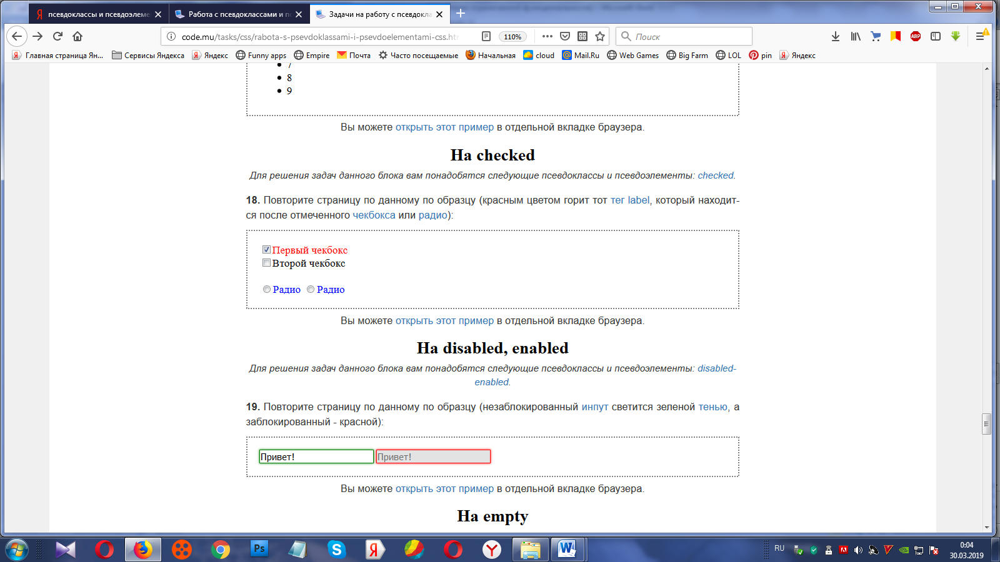 псевдоклассы и псевдоэлеме
Работа с псевдоклассами и п
Задачи на работу с псевдокла
code.mu/tasks/css/rabota-s-psevdoklassami-i-psevdoelementami-css.ht
110%
Поиск
Главная страница Ян...
Сервисы Яндекса
Яндекс
Funny apps
Empire
Почта
Часто посещаемые
Начальная
cloud
Mail.Ru
Web Games
Big Farm
LOL
pin
Яндекс
7
8
9
Вы можете открыть этот пример в отдельной вкладке браузера.
На checked
Для решения задач данного блока вам понадобятся следующие псевдоклассы и псевдоэлементы: checked.
18. Повторите страницу по данному по образцу (красным цветом горит тот тег label, который находит-
ся после отмеченного чекбокса или радио):
Первый чекбокс
Второй чекбокс
Радио Радио
Вы можете открыть этот пример в отдельной вкладке браузера.
На disabled, enabled
Для решения задач данного блока вам понадобятся следующие псевдоклассы и псевдоэлементы: disabled-
enabled.
19. Повторите страницу по данному по образцу (незаблокированный инпут светится зеленой тенью, а
заблокированный - красной):
Привет! Привет!
Вы можете открыть этот пример в отдельной вкладке браузера.
На empty
RU
0:04
30.03.2019